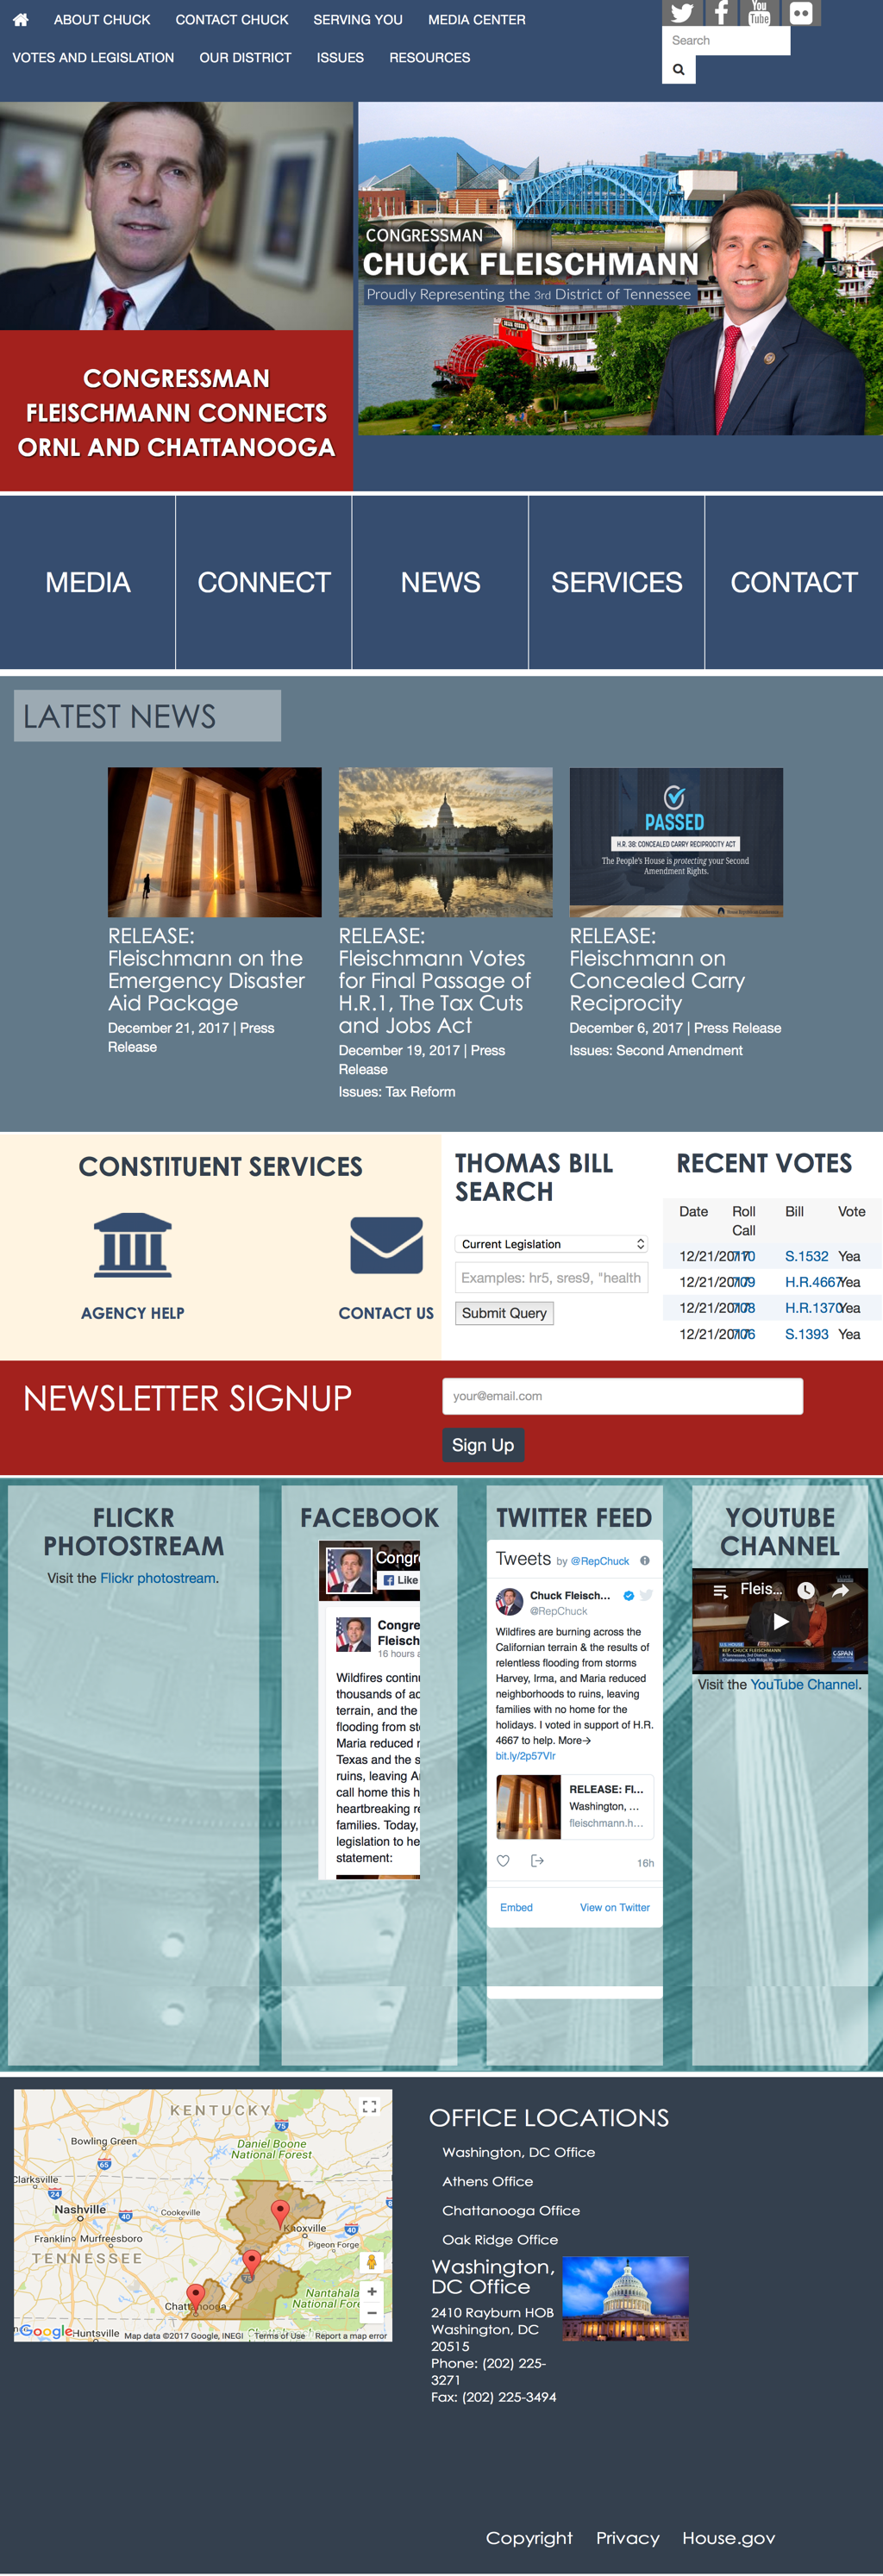 ABOUT CHUCK CONTACT CHUCK SERVING YOU MEDIA CENTER
You
Tube
Search
VOTES AND LEGISLATION OUR DISTRICT ISSUES RESOURCES
CONGRESSMAN
CHUCK FLEISCHMANN
Proudly Representing the 3rd District of Tennessee
CONGRESSMAN
FLEISCHMANN CONNECTS
ORNL AND CHATTANOOGA
MEDIA
CONNECT
NEWS
SERVICES
CONTACT
LATEST NEWS
PASSED
H.R. 38: CONCEALED CARRY RECIPROCITY ACT
The People's House is protecting your Second
Amendment Rights.
RELEASE:
Fleischmann on the
Emergency Disaster
Aid Package
December 21, 2017 | Press
Release
RELEASE:
Fleischmann Votes
for Final Passage of
H.R.1, The Tax Cuts
and Jobs Act
December 19, 2017 | Press
Release
Issues: Tax Reform
RELEASE:
Fleischmann on
Concealed Carry
Reciprocity
December 6, 2017 | Press Release
Issues: Second Amendment
CONSTITUENT SERVICES
AGENCY HELP
CONTACT US
THOMAS BILL
SEARCH
Current Legislation
Examples: hr5, sres9, "health
Submit Query
RECENT VOTES
Date Roll Call Bill Vote
12/21/2017 710 S.1532 Yea
12/21/2017 709 H.R.4667 Yea
12/21/2017 708 H.R.1370 Yea
12/21/2017 706 S.1393 Yea
NEWSLETTER SIGNUP
your@email.com
Sign Up
FLICKR
PHOTOSTREAM
Visit the Flickr photostream.
FACEBOOK
Congr
Like
Congre
Fleisch
16 hours a
Wildfires continu
thousands of ac
terrain, and the
flooding from sto
Maria reduced n
Texas and the s
ruins, leaving A
call home this h
heartbreaking re
families. Today,
legislation to he
statement:
TWITTER FEED
Tweets by @RepChuck
Chuck Fleisch...
@RepChuck
Wildfires are burning across the
Californian terrain & the results of
relentless flooding from storms
Harvey, Irma, and Maria reduced
neighborhoods to ruins, leaving
families with no home for the
holidays. I voted in support of H.R.
4667 to help. More→
bit.ly/2p57Vlr
RELEASE: Fl...
Washington, ...
fleischmann.h...
16h
Embed
View on Twitter
YOUTUBE
CHANNEL
Fleis...
U.S. HOUSE
REP. CHUCK FLEISCHMANN
C-SPAN
Visit the YouTube Channel.
KENTUCKY
75
Bowling Green
Daniel Boone
National Forest
65
Clarksville
24
Nashville
40
Cookeville
Knoxville
40
Franklin
Murfreesboro
Pigeon Forge
TENNESSEE
75
Chattanooga
Nantahala
National Fore
Google
Huntsville
Map data ©2017 Google, INEGI Terms of Use Report a map error
OFFICE LOCATIONS
Washington, DC Office
Athens Office
Chattanooga Office
Oak Ridge Office
Washington,
DC Office
2410 Rayburn HOB
Washington, DC
20515
Phone: (202) 225-
3271
Fax: (202) 225-3494
Copyright Privacy House.gov